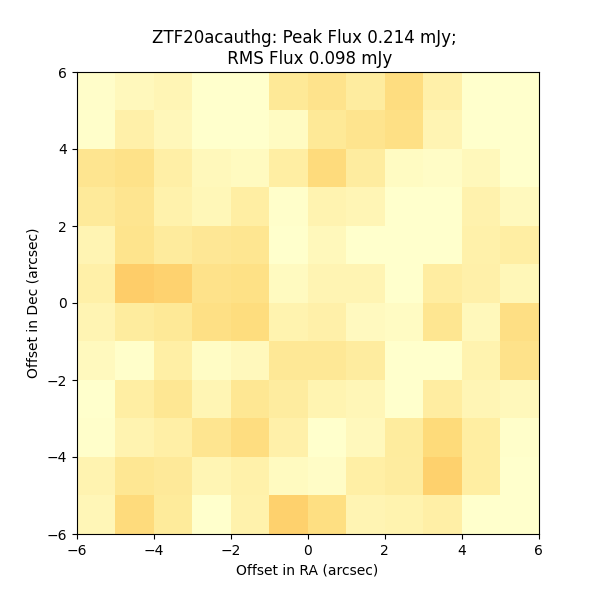 ZTF20acauthg: Peak Flux 0.214 mJy;
RMS Flux 0.098 mJy
6
4
2
0
−2
−4
−6
Offset in Dec (arcsec)
−6 −4 −2 0 2 4 6
Offset in RA (arcsec)